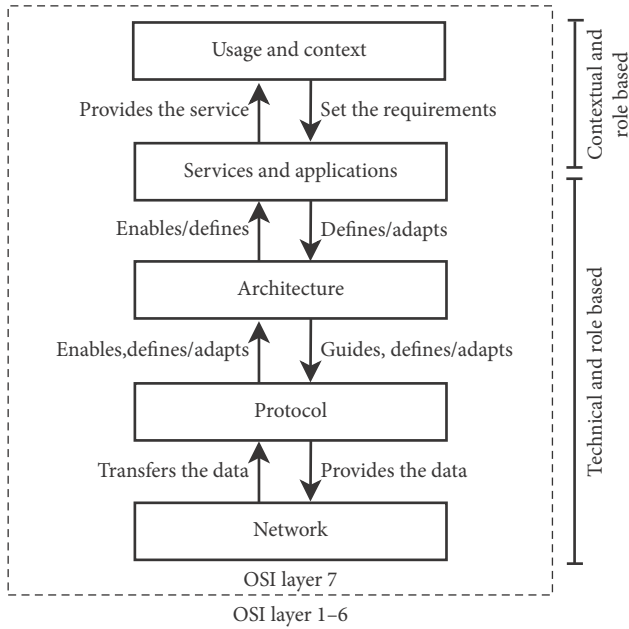 Usage and context
Provides the service
Set the requirements
Services and applications
Enables/defines
Defines/adapts
Architecture
Enables,defines/adapts
Guides, defines/adapts
Protocol
Transfers the data
Provides the data
Network
OSI layer 7
OSI layer 1–6
Contextual and
role based
Technical and role based